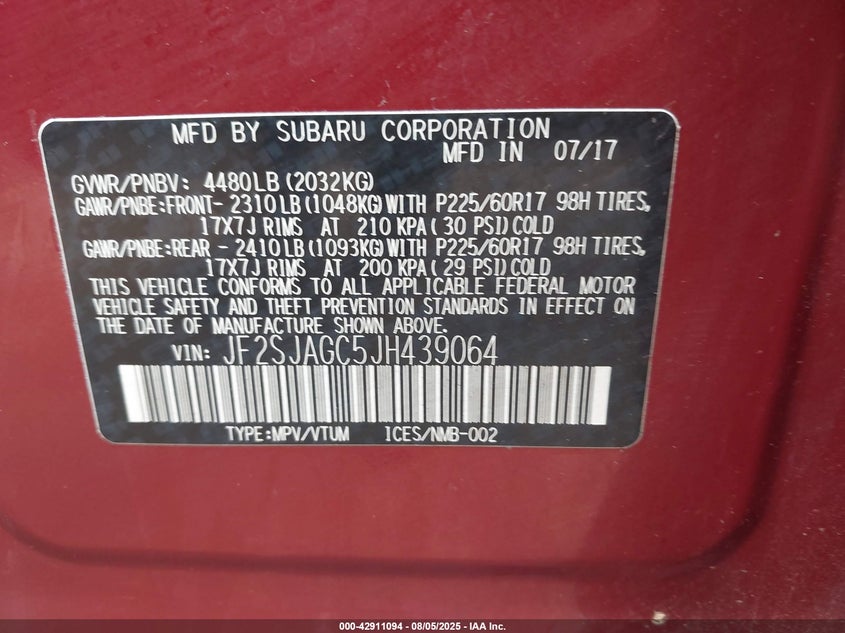 MFD BY SUBARU CORPORATION
MFD IN 07/17
GVWR/PNBV: 4480LB (2032KG)
GAWR/PNBE:FRONT- 2310LB (1048KG) WITH P225/60R17 98H TIRES,
17X7J RIMS AT 210 KPA ( 30 PSI) COLD
GAWR/PNBE:REAR - 2410LB (1093KG) WITH P225/60R17 98H TIRES,
17X7J RIMS AT 200 KPA ( 29 PSI) COLD
THIS VEHICLE CONFORMS TO ALL APPLICABLE FEDERAL MOTOR
VEHICLE SAFETY AND THEFT PREVENTION STANDARDS IN EFFECT ON
THE DATE OF MANUFACTURE SHOWN ABOVE.
VIN: JF2SJAGC5JH439064
TYPE:MPV/VTUM ICES/NMB-002
000-42911094 - 08/05/2025 - IAA Inc.